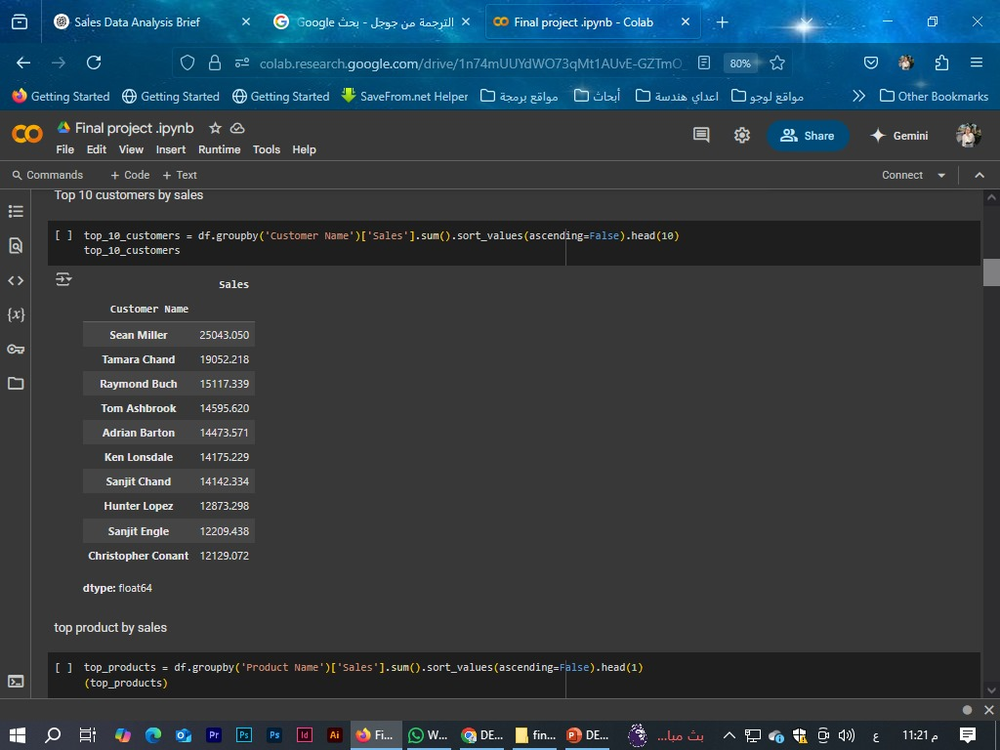 Sales Data Analysis Brief
الترجمة من جوجل - بحث Google
Final project .ipynb - Colab
colab.research.google.com/drive/1n74mUUYdWO73qMt1AUvE-GZTmO
80%
Getting Started
Getting Started
Getting Started
SaveFrom.net Helper
مواقع برمجة
أبحاث
اعداي هندسة
مواقع لوجو
Other Bookmarks
Final project .ipynb
File Edit View Insert Runtime Tools Help
Share
Gemini
Commands + Code + Text
Connect
Top 10 customers by sales
[ ] top_10_customers = df.groupby('Customer Name')['Sales'].sum().sort_values(ascending=False).head(10)
top_10_customers
Sales
Customer Name
Sean Miller 25043.050
Tamara Chand 19052.218
Raymond Buch 15117.339
Tom Ashbrook 14595.620
Adrian Barton 14473.571
Ken Lonsdale 14175.229
Sanjit Chand 14142.334
Hunter Lopez 12873.298
Sanjit Engle 12209.438
Christopher Conant 12129.072
dtype: float64
top product by sales
[ ] top_products = df.groupby('Product Name')['Sales'].sum().sort_values(ascending=False).head(1)
(top_products)
Pr Ps Ps Id Ai Fi... W... DE... fin... DE... بث مبا... ع 11:21 م